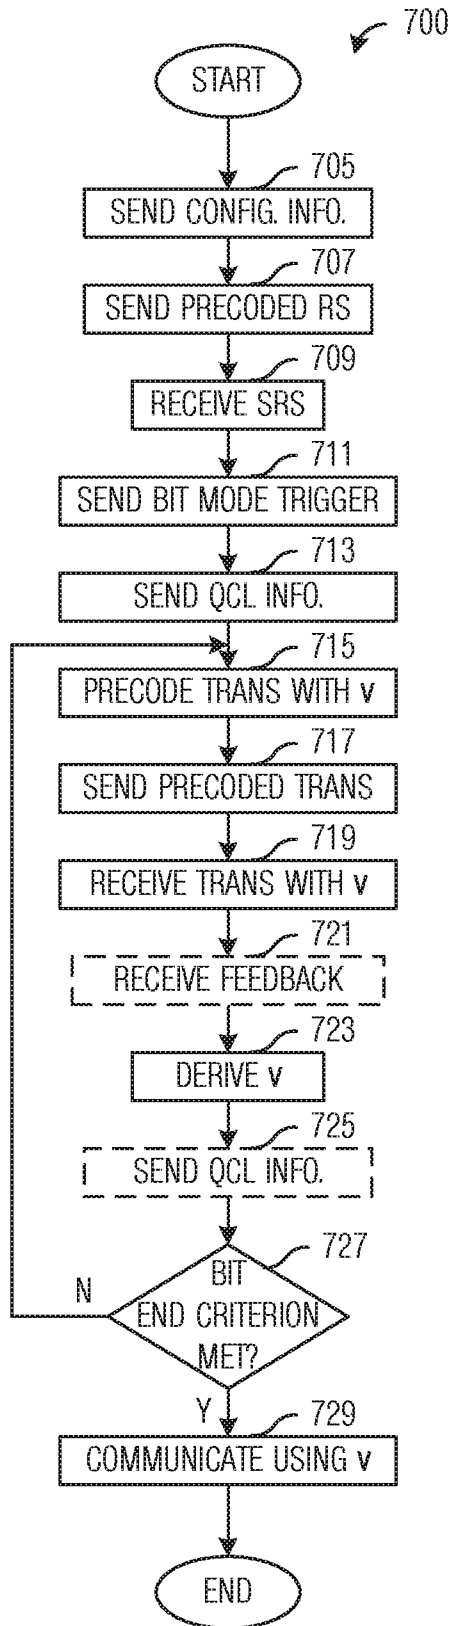 700
START
705
SEND CONFIG. INFO.
707
SEND PRECODED RS
709
RECEIVE SRS
711
SEND BIT MODE TRIGGER
713
SEND QCL INFO.
715
PRECODE TRANS WITH v
717
SEND PRECODED TRANS
719
RECEIVE TRANS WITH v
721
RECEIVE FEEDBACK
723
DERIVE v
725
SEND QCL INFO.
727
BIT
END CRITERION
MET?
N
Y
729
COMMUNICATE USING v
END